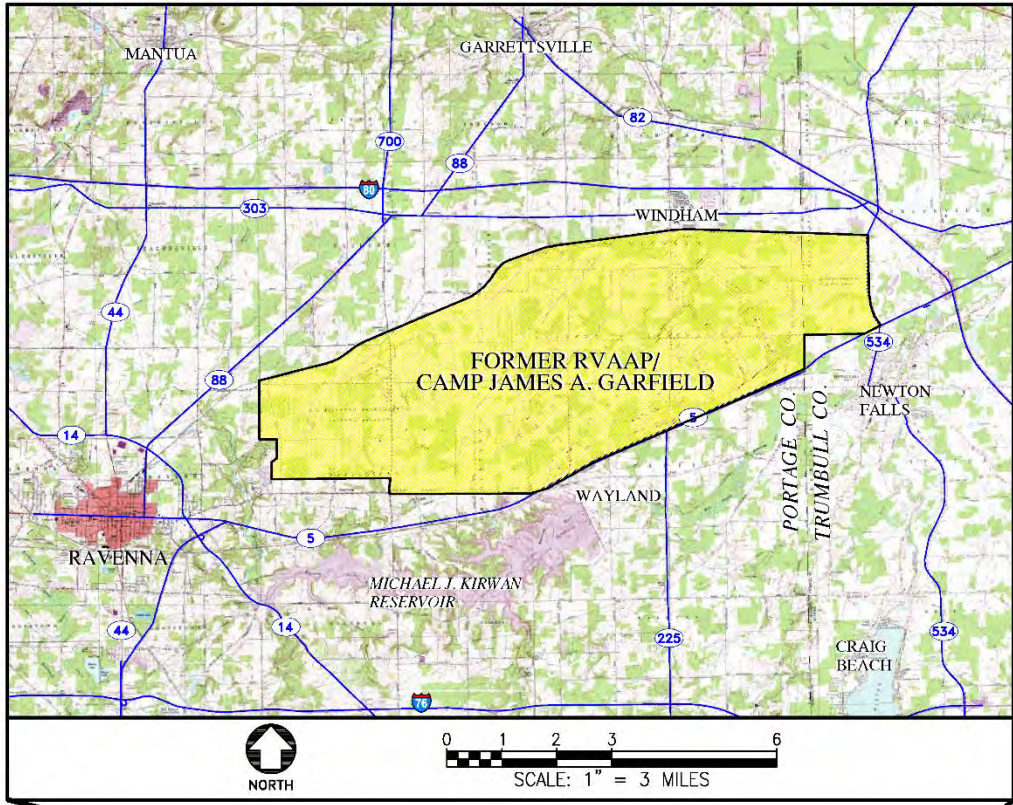 MANTUA
GARRETTSVILLE
82
700
88
80
303
WINDHAM
44
FORMER RVAAP/
CAMP JAMES A. GARFIELD
534
88
NEWTON
FALLS
5
14
PORTAGE CO.
TRUMBULL CO.
WAYLAND
5
RAVENNA
MICHAEL J. KIRWAN
RESERVOIR
44
14
225
534
CRAIG
BEACH
76
NORTH
0 1 2 3 6
SCALE: 1" = 3 MILES